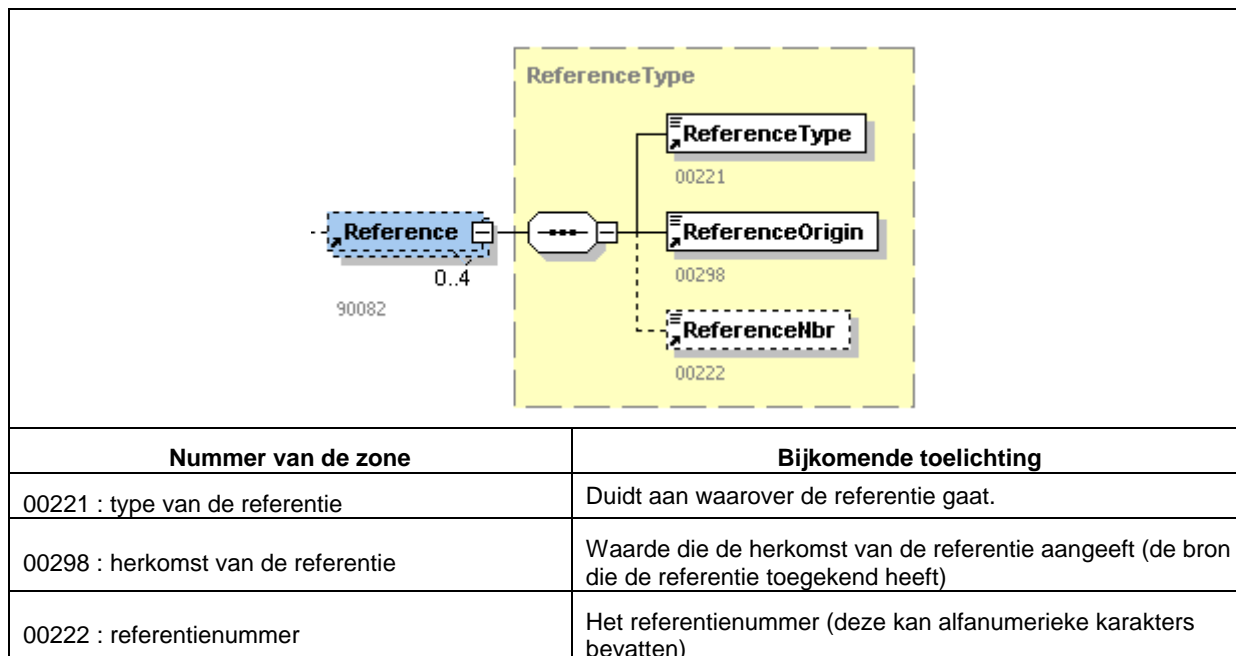 ReferenceType
ReferenceType
00221
Reference
0..4
90082
ReferenceOrigin
00298
ReferenceNbr
00222
Nummer van de zone
Bijkomende toelichting
00221 : type van de referentie
Duidt aan waarover de referentie gaat.
00298 : herkomst van de referentie
Waarde die de herkomst van de referentie aangeeft (de bron
die de referentie toegekend heeft)
00222 : referentienummer
Het referentienummer (deze kan alfanumerieke karakters
bevatten)